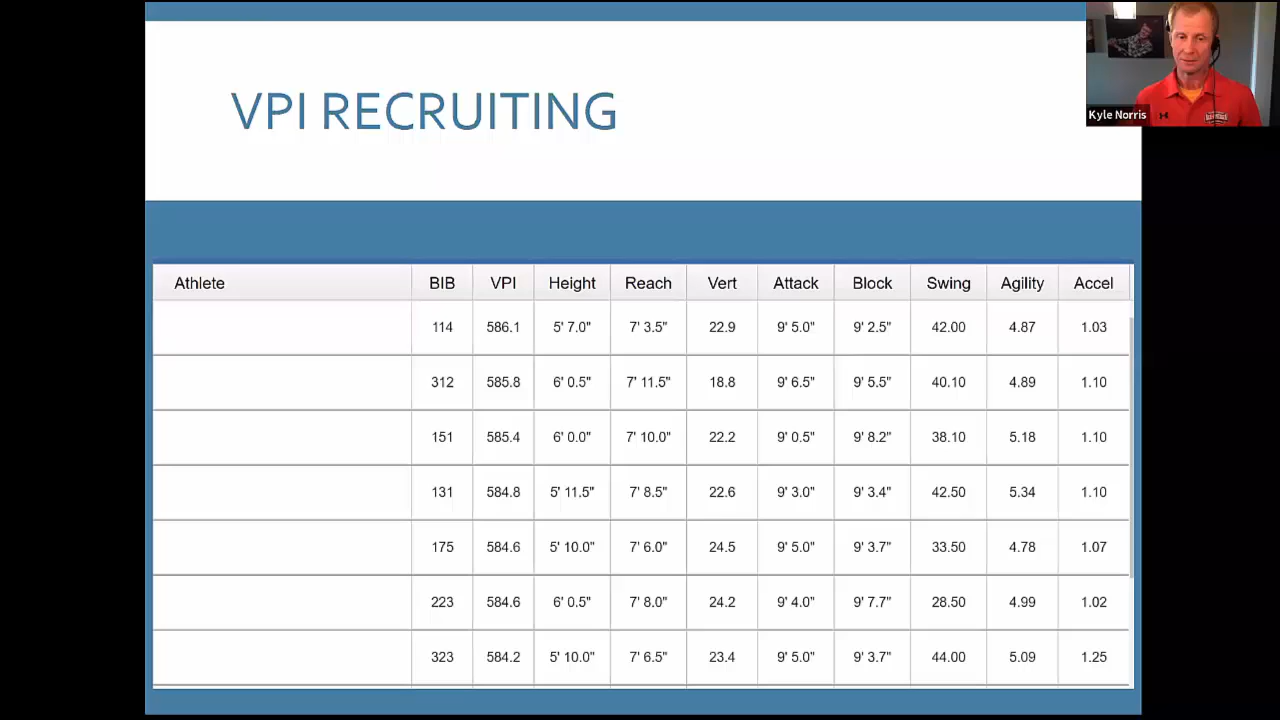 VPI RECRUITING
Kyle Norris
Athlete BIB VPI Height Reach Vert Attack Block Swing Agility Accel
114 586.1 5' 7.0" 7' 3.5" 22.9 9' 5.0" 9' 2.5" 42.00 4.87 1.03
312 585.8 6' 0.5" 7' 11.5" 18.8 9' 6.5" 9' 5.5" 40.10 4.89 1.10
151 585.4 6' 0.0" 7' 10.0" 22.2 9' 0.5" 9' 8.2" 38.10 5.18 1.10
131 584.8 5' 11.5" 7' 8.5" 22.6 9' 3.0" 9' 3.4" 42.50 5.34 1.10
175 584.6 5' 10.0" 7' 6.0" 24.5 9' 5.0" 9' 3.7" 33.50 4.78 1.07
223 584.6 6' 0.5" 7' 8.0" 24.2 9' 4.0" 9' 7.7" 28.50 4.99 1.02
323 584.2 5' 10.0" 7' 6.5" 23.4 9' 5.0" 9' 3.7" 44.00 5.09 1.25